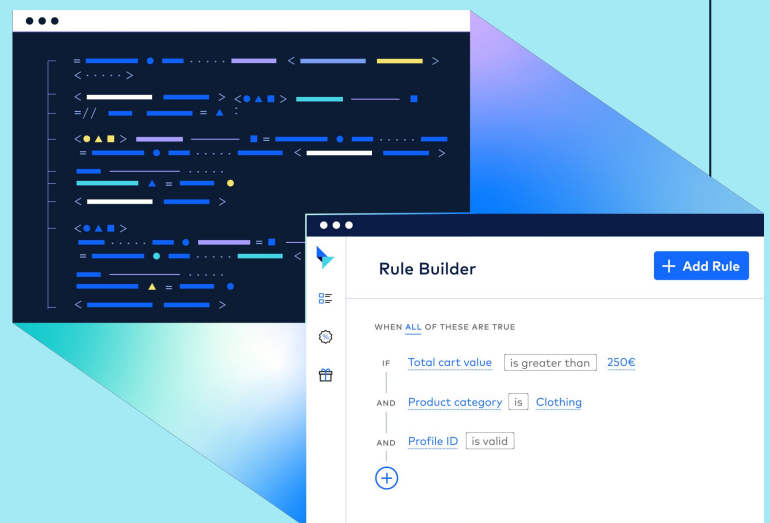 Rule Builder
+ Add Rule
WHEN ALL OF THESE ARE TRUE
IF Total cart value is greater than 250€
AND Product category is Clothing
AND Profile ID is valid